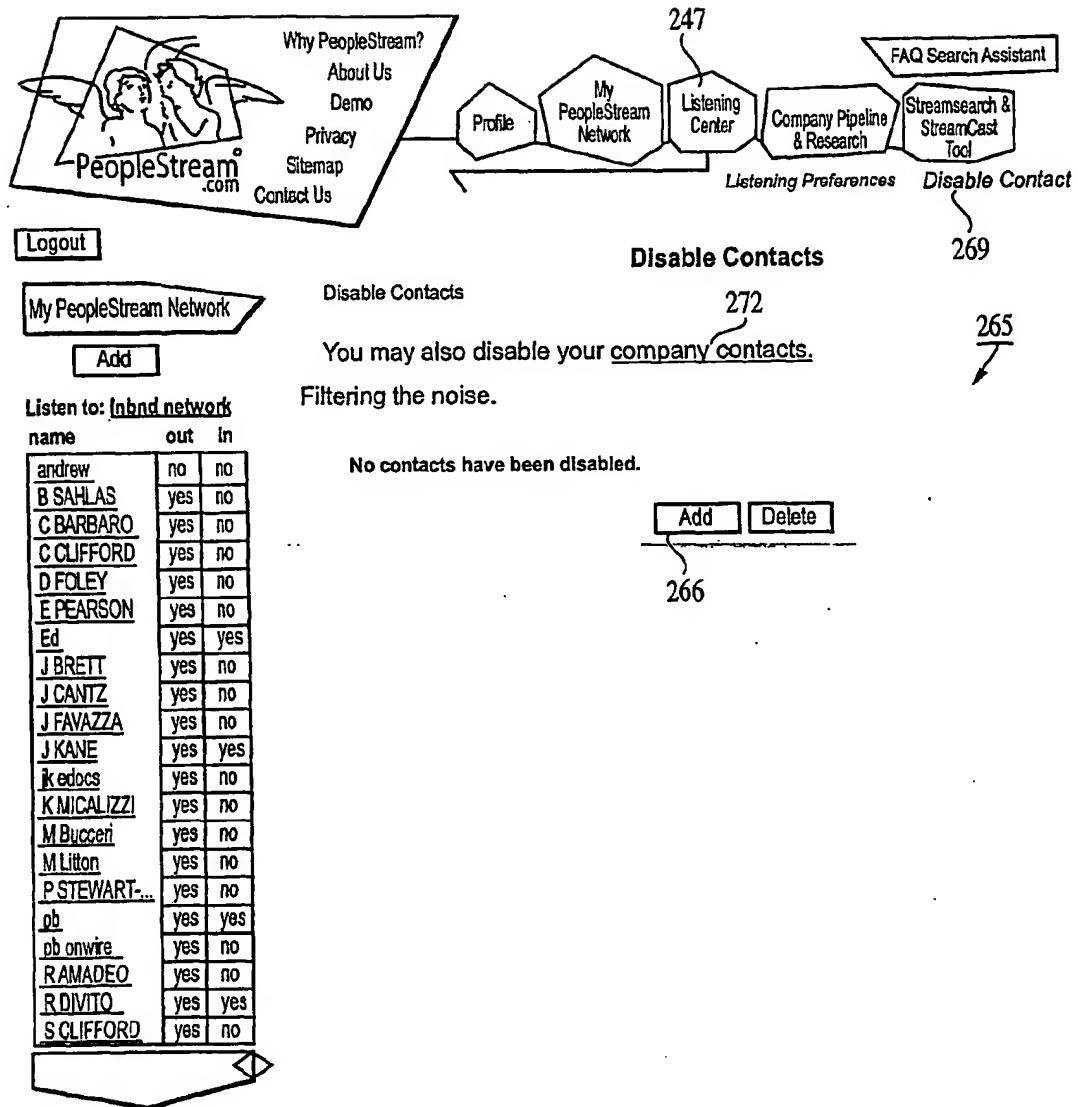 Why PeopleStream?
About Us
Demo
Privacy
Sitemap
Contact Us
PeopleStream
.com
247
FAQ Search Assistant
Profile
My
PeopleStream
Network
Listening
Center
Company Pipeline
& Research
Streamsearch &
StreamCast
Tool
Listening Preferences
Disable Contact
269
Logout
Disable Contacts
My PeopleStream Network
Disable Contacts
272
265
Add
You may also disable your company contacts.
Listen to: Inbnd network
Filtering the noise.
name out in
andrew no no
No contacts have been disabled.
B SAHLAS yes no
C BARBARO yes no
Add Delete
C CLIFFORD yes no
D FOLEY yes no
266
E PEARSON yes no
Ed yes yes
J BRETT yes no
J CANTZ yes no
J FAVAZZA yes no
J KANE yes yes
jk edocs yes no
K MICALIZZI yes no
M Bucceri yes no
M Litton yes no
P STEWART-... yes no
pb yes yes
pb onwire yes no
R AMADEO yes no
R DIVITO yes yes
S CLIFFORD yes no